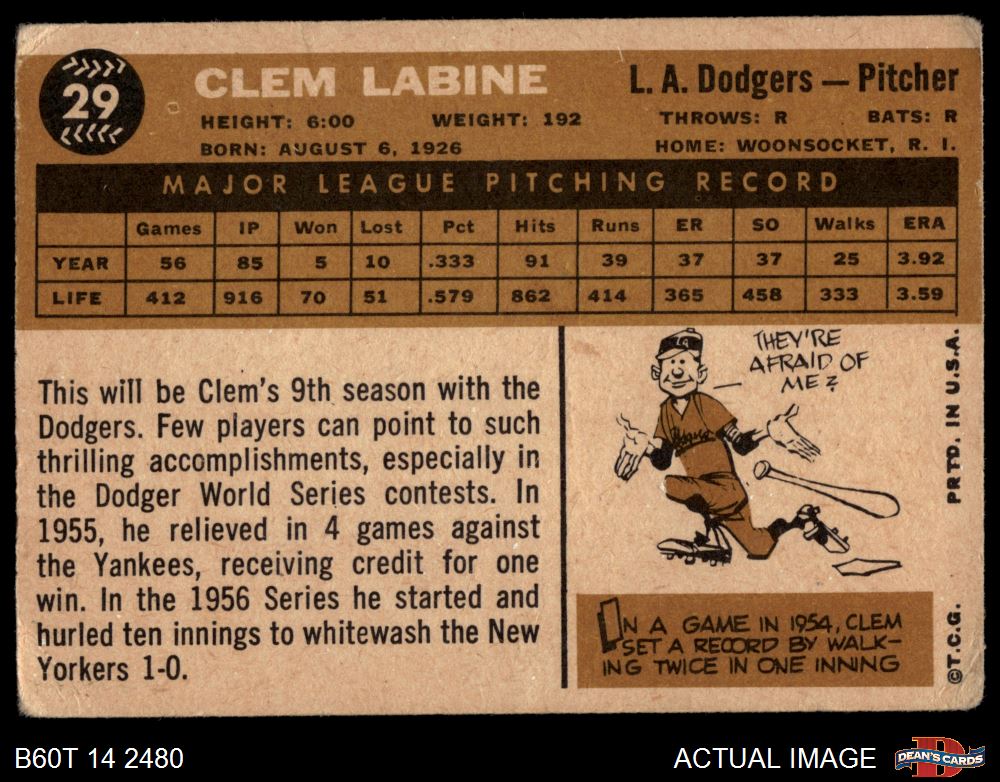 29
CLEM LABINE
L. A. Dodgers — Pitcher
HEIGHT: 6:00 WEIGHT: 192 THROWS: R BATS: R
BORN: AUGUST 6, 1926 HOME: WOONSOCKET, R. I.
MAJOR LEAGUE PITCHING RECORD
Games IP Won Lost Pct Hits Runs ER SO Walks ERA
YEAR 56 85 5 10 .333 91 39 37 37 25 3.92
LIFE 412 916 70 51 .579 862 414 365 458 333 3.59
This will be Clem's 9th season with the
Dodgers. Few players can point to such
thrilling accomplishments, especially in
the Dodger World Series contests. In
1955, he relieved in 4 games against
the Yankees, receiving credit for one
win. In the 1956 Series he started and
hurled ten innings to whitewash the New
Yorkers 1-0.
LA
THEY'RE
AFRAID OF
ME?
IN A GAME IN 1954, CLEM
SET A RECORD BY WALK-
ING TWICE IN ONE INNING
©T.C.G. PRTD. IN U.S.A.
B60T 14 2480
ACTUAL IMAGE
D
DEAN'S CARDS